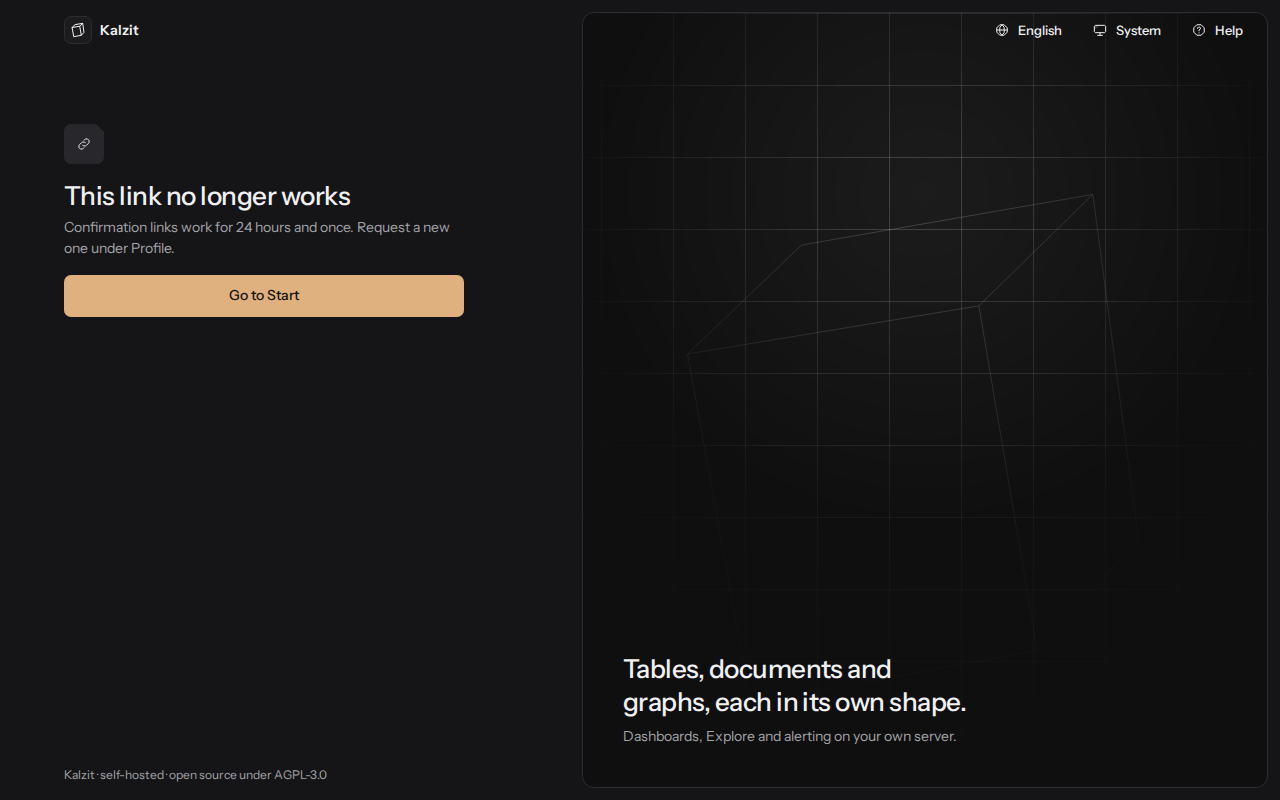 Kalzit
English
System
Help
This link no longer works
Confirmation links work for 24 hours and once. Request a new
one under Profile.
Go to Start
Tables, documents and
graphs, each in its own shape.
Dashboards, Explore and alerting on your own server.
Kalzit · self-hosted · open source under AGPL-3.0